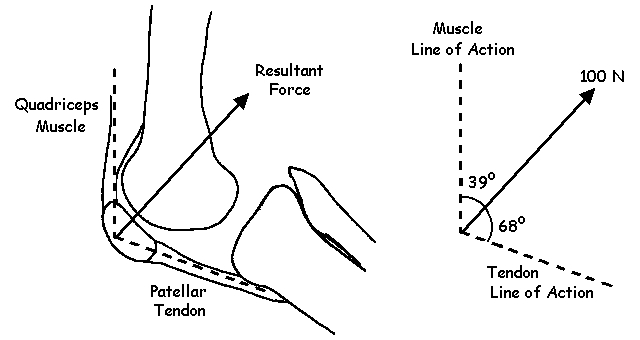 Quadriceps
Muscle
Resultant
Force
Patellar
Tendon
Muscle
Line of Action
100 N
39°
68°
Tendon
Line of Action